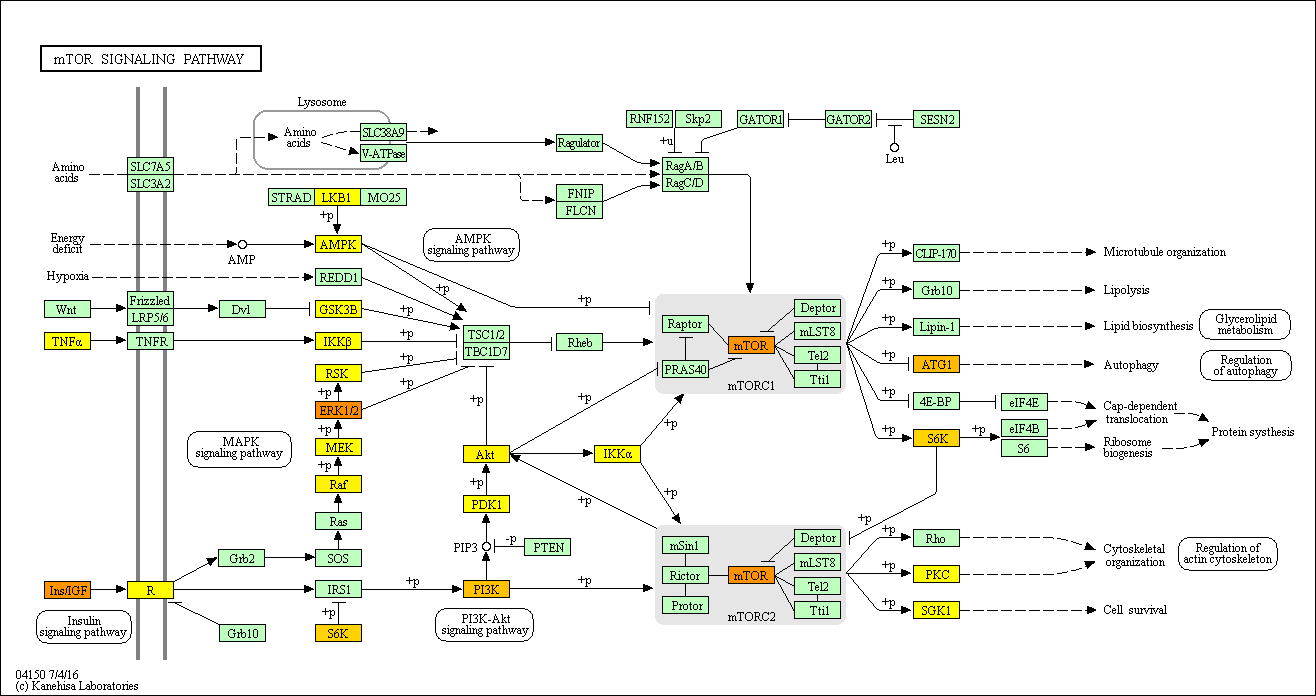 mTOR SIGNALING PATHWAY
Lysosome
Amino
acids
SLC38A9
V-ATPase
Ragulator
RNF152
Skp2
+u
GATOR1
GATOR2
SESN2
Leu
RagA/B
RagC/D
Amino
acids
SLC7A5
SLC3A2
FNIP
FLCN
STRAD
LKB1
MO25
+p
Energy
deficit
AMP
AMPK
AMPK
signaling pathway
Hypoxia
REDD1
+p
+p
Wnt
Frizzled
LRP5/6
Dvl
GSK3B
+p
TNFα
TNFR
IKKβ
+p
TSC1/2
TBC1D7
Rheb
RSK
+p
+p
ERK1/2
+p
+p
MEK
+p
Raf
Ras
MAPK
signaling pathway
Grb2
SOS
Ins/IGF
R
IRS1
+p
+p
S6K
Grb10
Insulin
signaling pathway
Akt
+p
+p
PDK1
PIP3
-p
PTEN
PI3K
+p
PI3K-Akt
signaling pathway
+p
+p
IKKα
+p
+p
Raptor
PRAS40
mTOR
Deptor
mLST8
Tel2
Tti1
mTORC1
mSin1
Rictor
Protor
mTOR
Deptor
mLST8
Tel2
Tti1
mTORC2
+p
CLIP-170
Microtubule organization
+p
Grb10
Lipolysis
+p
Lipin-1
Lipid biosynthesis
Glycerolipid
metabolism
+p
ATG1
Autophagy
Regulation
of autophagy
+p
4E-BP
eIF4E
Cap-dependent
translocation
+p
S6K
+p
eIF4B
S6
Ribosome
biogenesis
Protein systhesis
+p
+p
Rho
Cytoskeletal
organization
Regulation of
actin cytoskeleton
+p
PKC
+p
SGK1
Cell survival
04150 7/4/16
(c) Kanehisa Laboratories